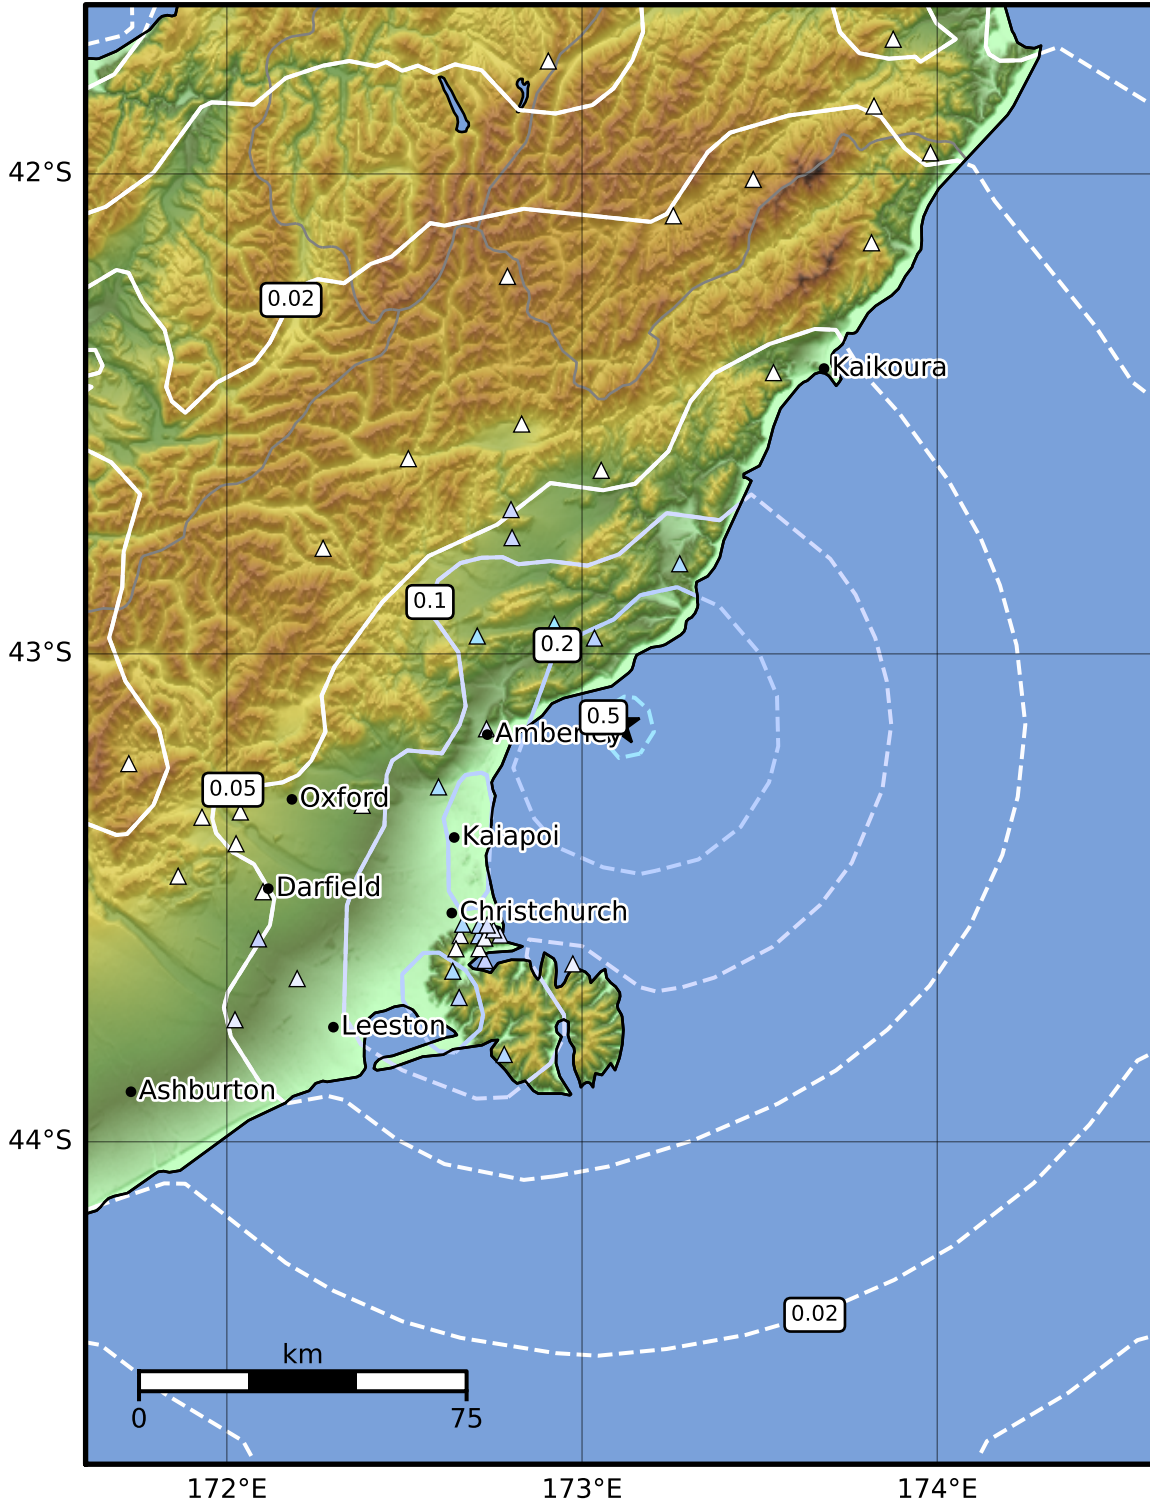 42°S
0.02
Kaikoura
0.1
0.2
43°S
0.5
Amberley
0.05
Oxford
Kaiapoi
Darfield
Christchurch
Leeston
Ashburton
44°S
0.02
km
0 75
172°E 173°E 174°E